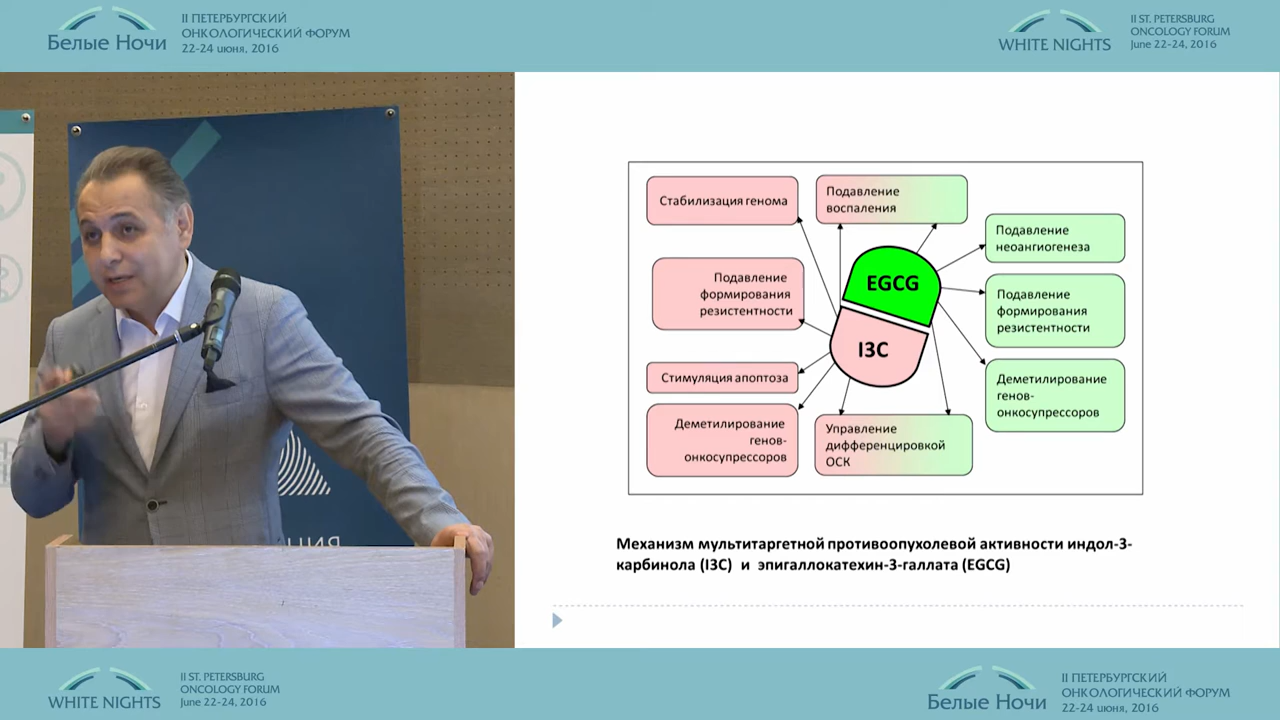 Белые Ночи
II ПЕТЕРБУРГСКИЙ
ОНКОЛОГИЧЕСКИЙ ФОРУМ
22-24 июня, 2016
WHITE NIGHTS
II ST. PETERSBURG
ONCOLOGY FORUM
June 22-24, 2016
Стабилизация генома
Подавление
воспаления
Подавление
неоангиогенеза
Подавление
формирования
резистентности
EGCG
I3C
Подавление
формирования
резистентности
Стимуляция апоптоза
Деметилирование
генов-
онкосупрессоров
Деметилирование
генов-
онкосупрессоров
Управление
дифференцировкой
ОСК
Механизм мультитаргетной противоопухолевой активности индол-3-
карбинола (I3C) и эпигаллокатехин-3-галлата (EGCG)
WHITE NIGHTS
II ST. PETERSBURG
ONCOLOGY FORUM
June 22-24, 2016
Белые Ночи
II ПЕТЕРБУРГСКИЙ
ОНКОЛОГИЧЕСКИЙ ФОРУМ
22-24 июня, 2016